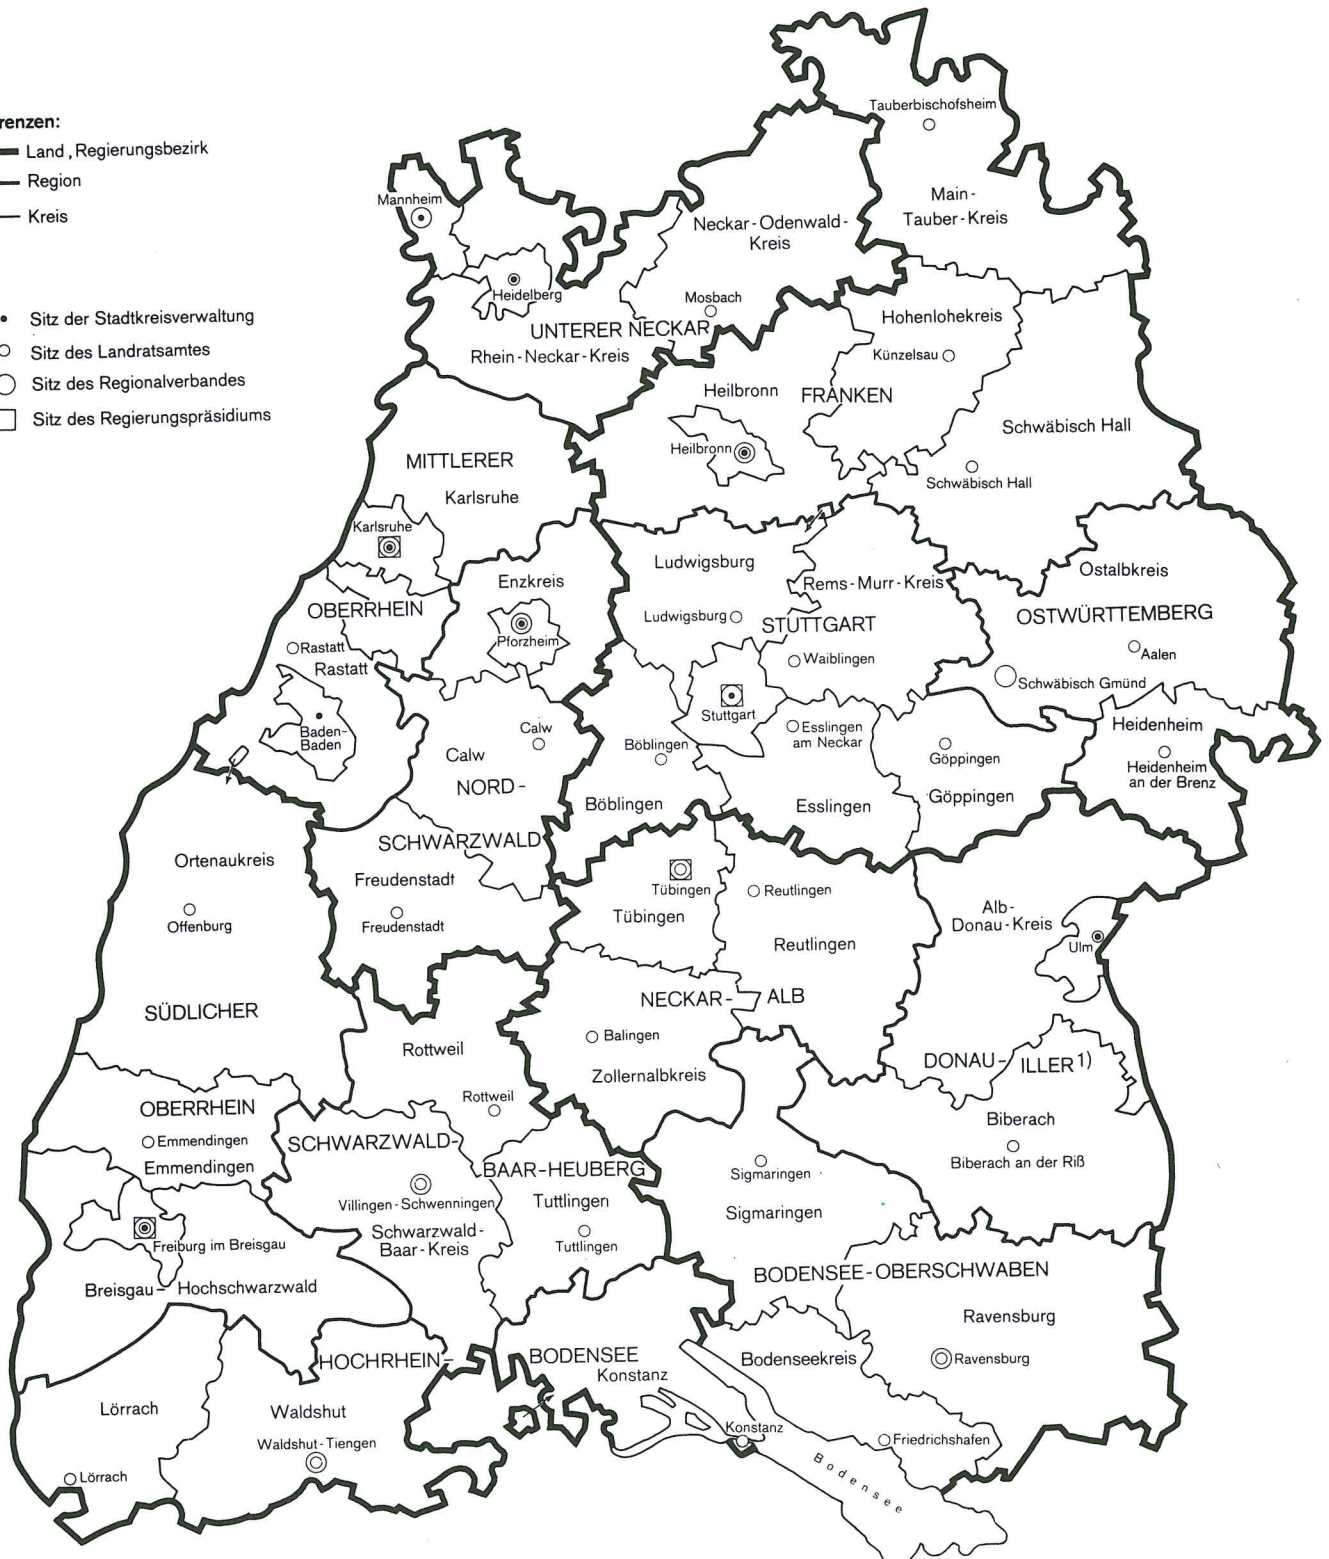 renzen:
Land, Regierungsbezirk
Region
Kreis
Sitz der Stadtkreisverwaltung
Sitz des Landratsamtes
Sitz des Regionalverbandes
Sitz des Regierungspräsidiums
Tauberbischofsheim
Main-
Tauber-Kreis
Mannheim
Neckar-Odenwald-
Kreis
Heidelberg
Mosbach
UNTERER NECKAR
Rhein-Neckar-Kreis
Hohenlohekreis
Künzelsau
Heilbronn
FRANKEN
Heilbronn
Schwäbisch Hall
Schwäbisch Hall
MITTLERER
Karlsruhe
Karlsruhe
Enzkreis
Pforzheim
OBERRHEIN
Rastatt
Rastatt
Baden-
Baden
Ludwigsburg
Ludwigsburg
Rems-Murr-Kreis
STUTTGART
Waiblingen
Stuttgart
Ostalbkreis
OSTWÜRTTEMBERG
Aalen
Schwäbisch Gmünd
Heidenheim
Heidenheim
an der Brenz
Calw
Calw
NORD-
SCHWARZWALD
Böblingen
Böblingen
Esslingen
am Neckar
Esslingen
Göppingen
Göppingen
Ortenaukreis
Offenburg
Freudenstadt
Freudenstadt
Tübingen
Tübingen
Reutlingen
Reutlingen
Alb-
Donau-Kreis
Ulm
SÜDLICHER
NECKAR-ALB
Balingen
Zollernalbkreis
Rottweil
Rottweil
DONAU-ILLER 1)
Biberach
Biberach an der Riß
OBERRHEIN
Emmendingen
Emmendingen
SCHWARZWALD-
BAAR-HEUBERG
Villingen-Schwenningen
Schwarzwald-
Baar-Kreis
Tuttlingen
Tuttlingen
Sigmaringen
Sigmaringen
Freiburg im Breisgau
Breisgau-Hochschwarzwald
BODENSEE-OBERSCHWABEN
Ravensburg
Ravensburg
HOCHRHEIN-
BODENSEE
Konstanz
Bodenseekreis
Lörrach
Lörrach
Waldshut
Waldshut-Tiengen
Konstanz
Friedrichshafen
Bodensee